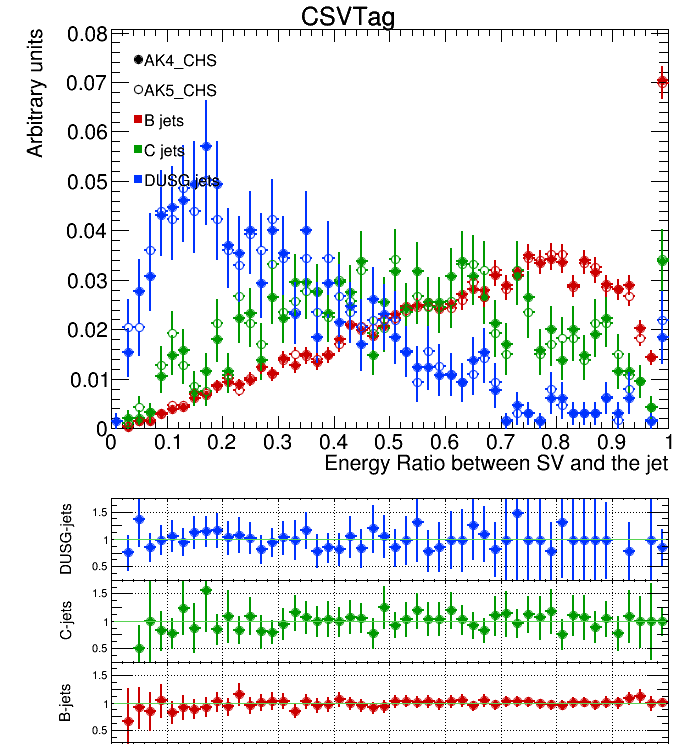 CSVTag
Arbitrary units
0.08
0.07
0.06
0.05
0.04
0.03
0.02
0.01
0
AK4_CHS
AK5_CHS
B jets
C jets
DUSG jets
0 0.1 0.2 0.3 0.4 0.5 0.6 0.7 0.8 0.9 1
Energy Ratio between SV and the jet
DUSG-jets
1.5
1
0.5
C-jets
1.5
1
0.5
B-jets
1.5
1
0.5